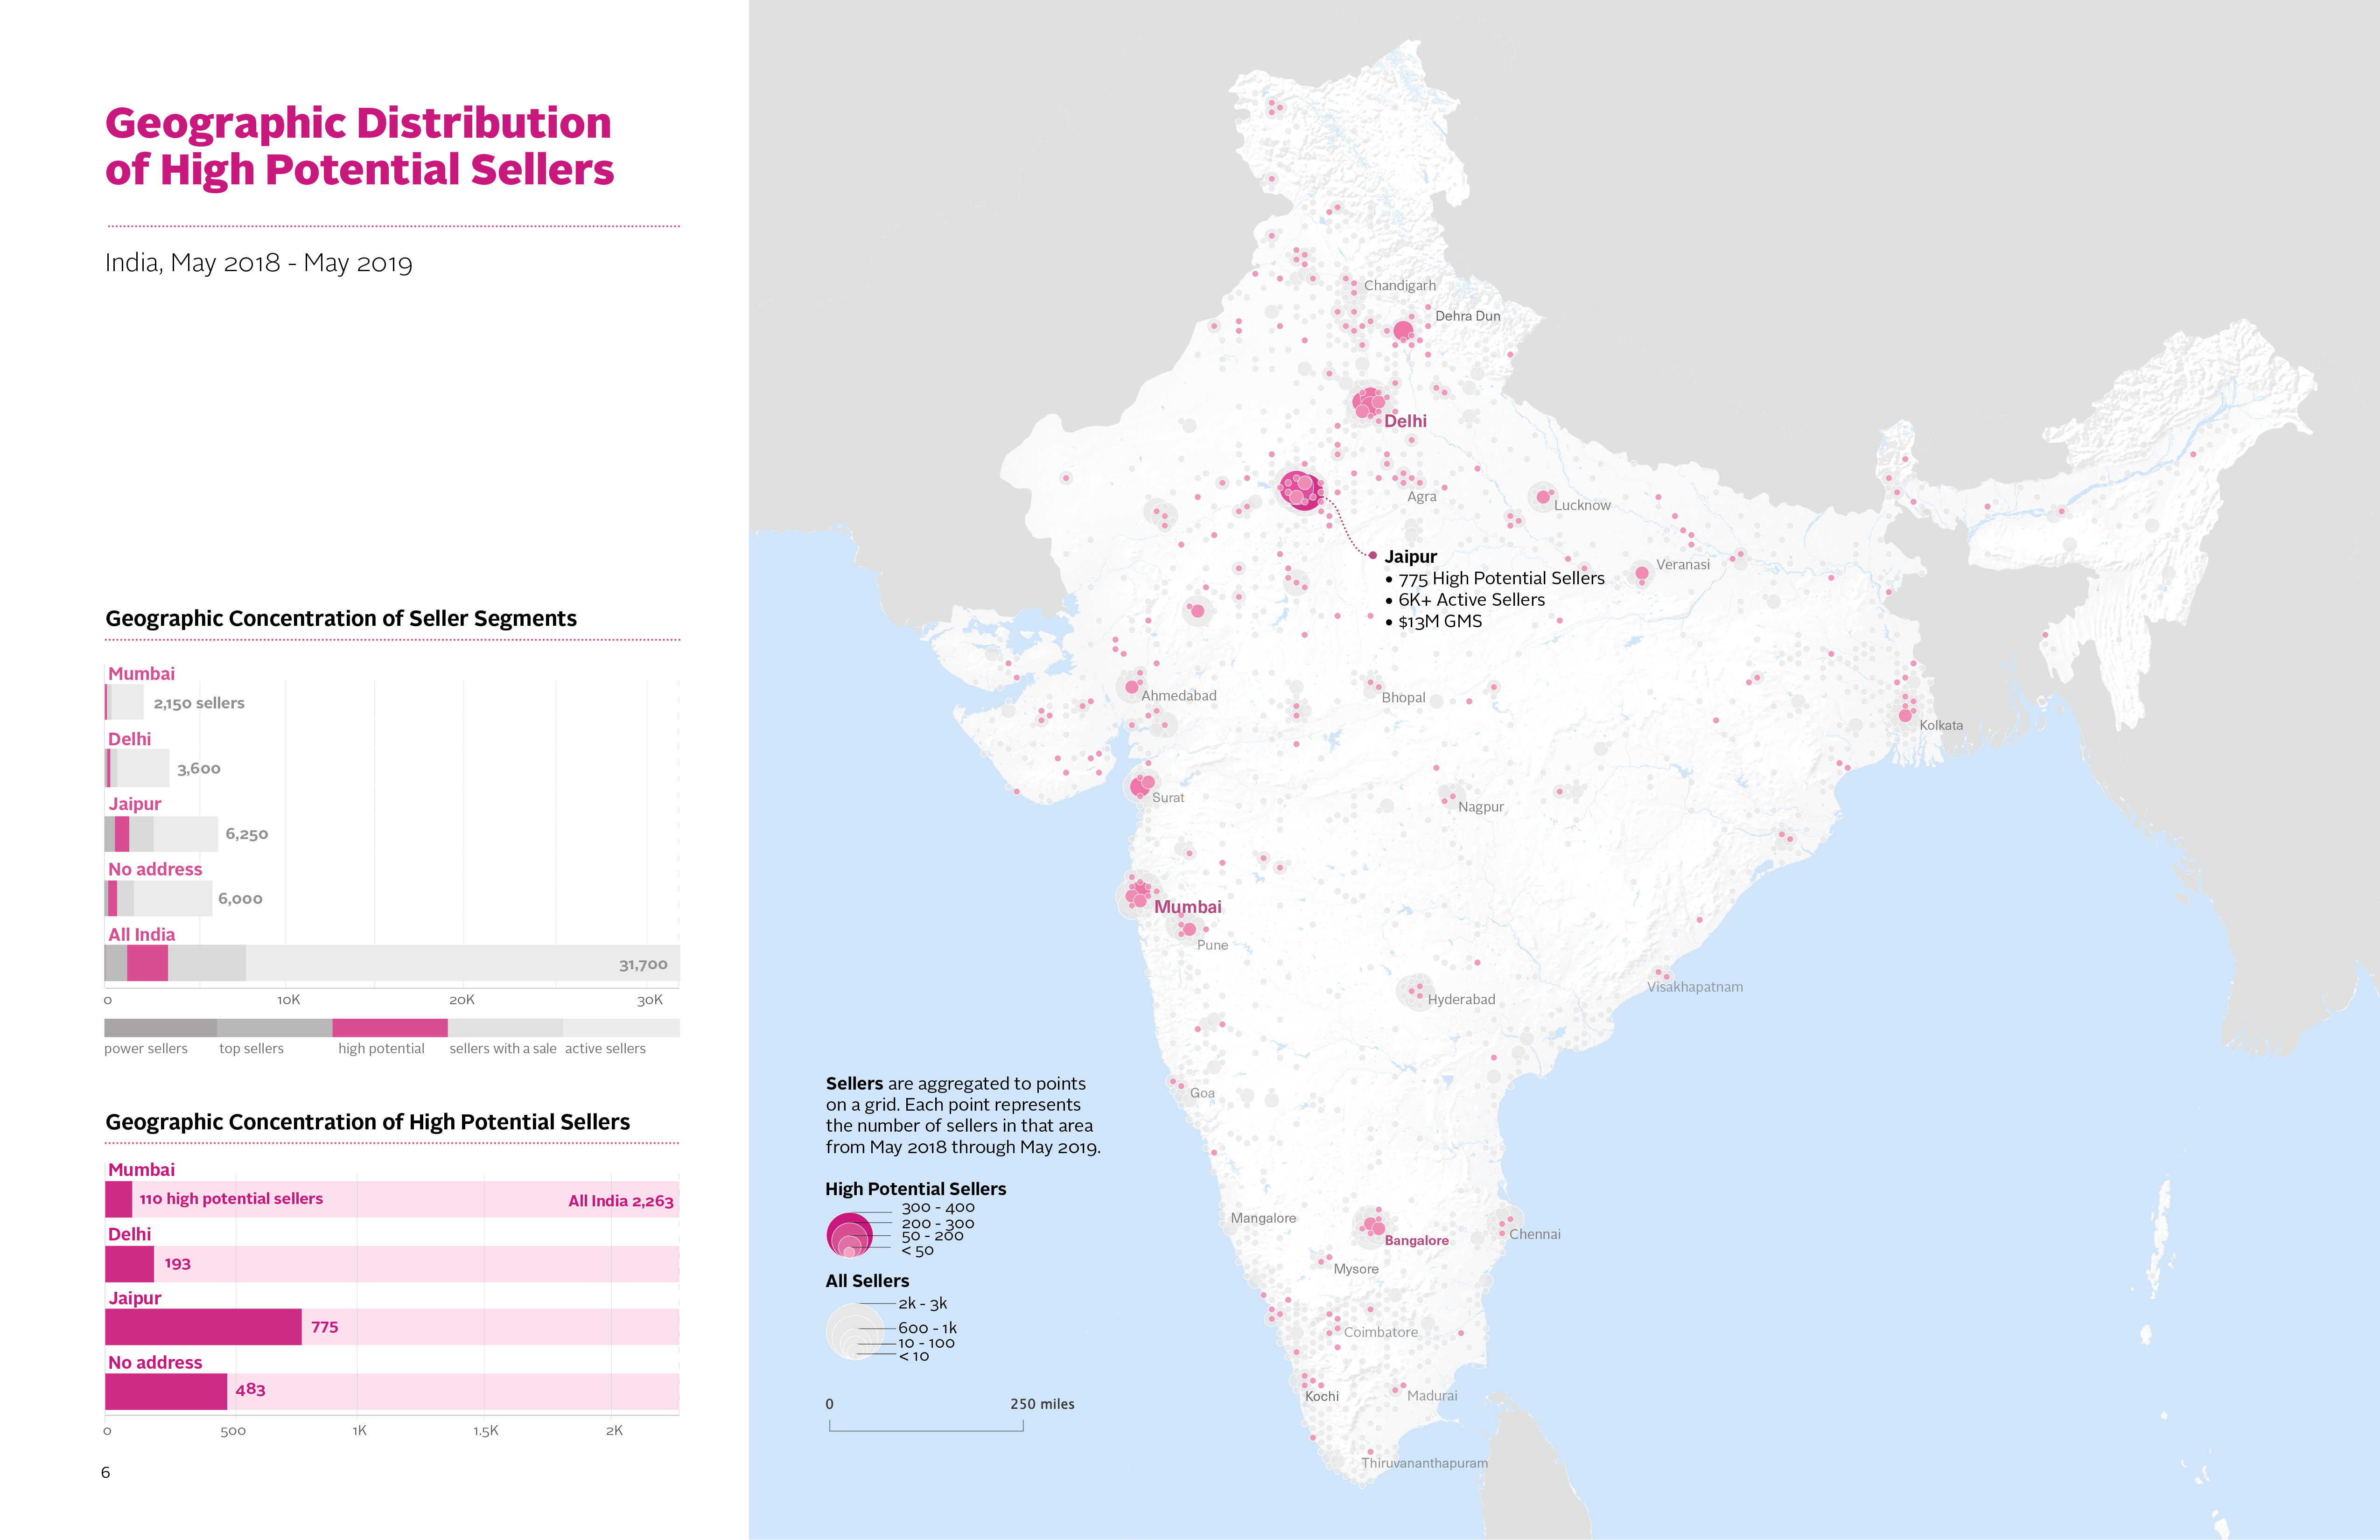 Geographic Distribution
of High Potential Sellers
India, May 2018 - May 2019
Geographic Concentration of Seller Segments
Mumbai
2,150 sellers
Delhi
3,600
Jaipur
6,250
No address
6,000
All India
31,700
0 10K 20K 30K
power sellers top sellers high potential sellers with a sale active sellers
Geographic Concentration of High Potential Sellers
Mumbai
110 high potential sellers All India 2,263
Delhi
193
Jaipur
775
No address
483
0 500 1K 1.5K 2K
6
Chandigarh
Dehra Dun
Delhi
Agra
Lucknow
Jaipur
• 775 High Potential Sellers
• 6K+ Active Sellers
• $13M GMS
Veranasi
Ahmedabad
Bhopal
Kolkata
Surat
Nagpur
Mumbai
Pune
Visakhapatnam
Hyderabad
Goa
Mangalore
Bangalore
Chennai
Mysore
Coimbatore
Kochi
Madurai
Thiruvananthapuram
Sellers are aggregated to points
on a grid. Each point represents
the number of sellers in that area
from May 2018 through May 2019.
High Potential Sellers
300 - 400
200 - 300
50 - 200
< 50
All Sellers
2k - 3k
600 - 1k
10 - 100
< 10
0 250 miles